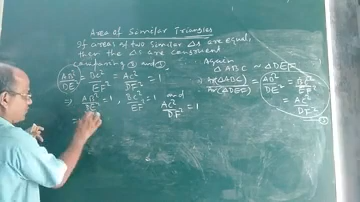 Area of Similar Triangles
If areas of two similar Δs are equal,
then the Δs are congruent
comparing ① and ②,
AB²/DE² = BC²/EF² = AC²/DF² = 1
⇒ AB²/DE² = 1, BC²/EF² = 1 and AC²/DF² = 1
⇒
Again
Δ ABC ~ Δ DEF
⇒ Ar(ΔABC)/Ar(ΔDEF) = AB²/DE² = BC²/EF²
= AC²/DF²